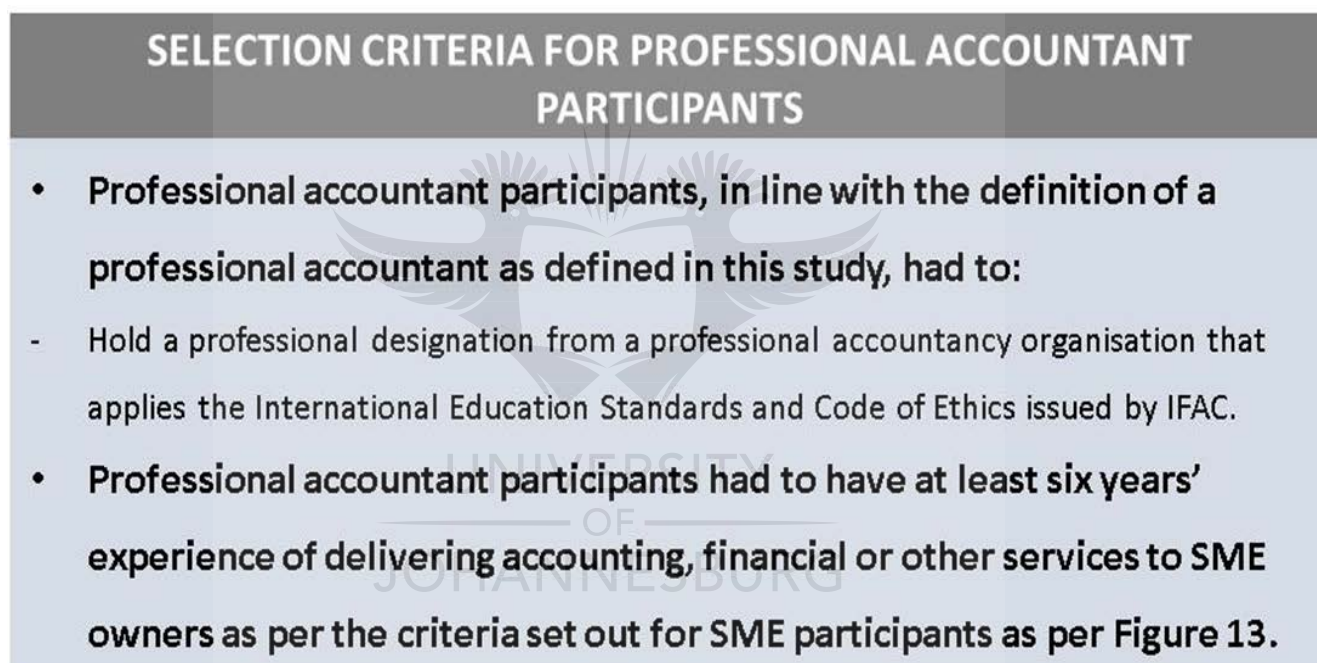 SELECTION CRITERIA FOR PROFESSIONAL ACCOUNTANT
PARTICIPANTS
• Professional accountant participants, in line with the definition of a
professional accountant as defined in this study, had to:
- Hold a professional designation from a professional accountancy organisation that
applies the International Education Standards and Code of Ethics issued by IFAC.
UNIVERSITY
• Professional accountant participants had to have at least six years’
OF
experience of delivering accounting, financial or other services to SME
JOHANNESBURG
owners as per the criteria set out for SME participants as per Figure 13.